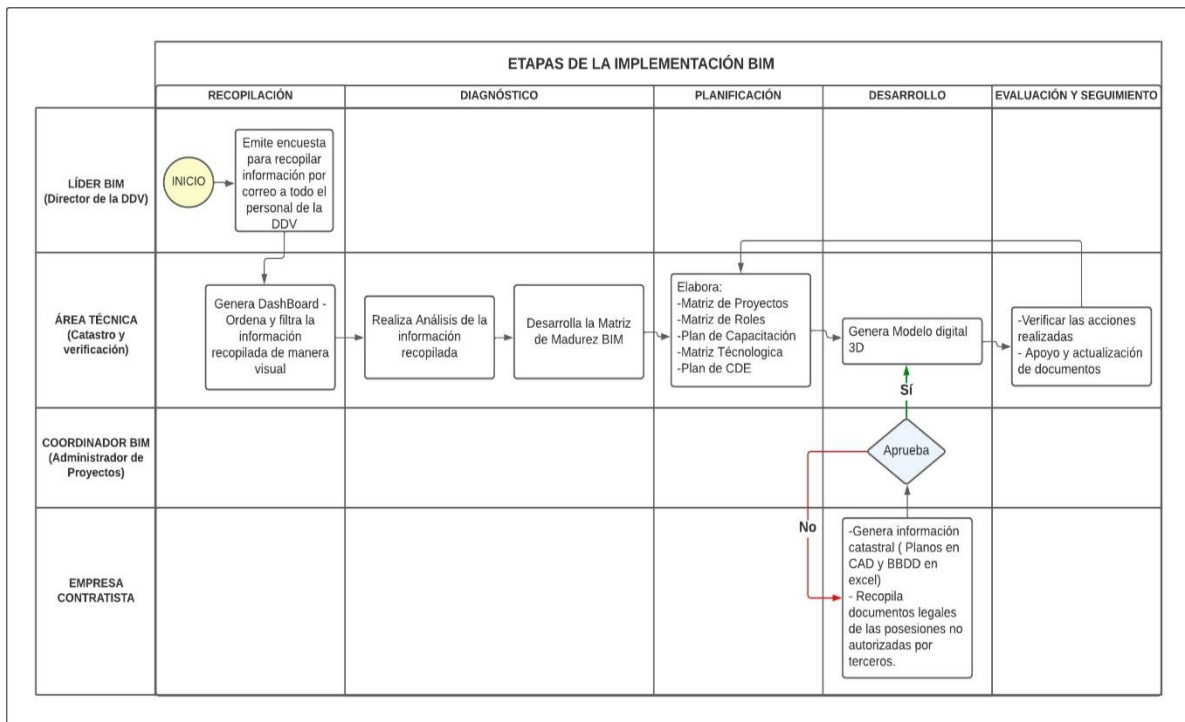 ETAPAS DE LA IMPLEMENTACIÓN BIM
RECOPILACIÓN
DIAGNÓSTICO
PLANIFICACIÓN
DESARROLLO
EVALUACIÓN Y SEGUIMIENTO
LÍDER BIM
(Director de la DDV)
INICIO
Emite encuesta
para recopilar
información por
correo a todo el
personal de la
DDV
ÁREA TÉCNICA
(Catastro y
verificación)
Genera DashBoard -
Ordena y filtra la
información
recopilada de manera
visual
Realiza Análisis de la
información
recopilada
Desarrolla la Matriz
de Madurez BIM
Elabora:
-Matriz de Proyectos
-Matriz de Roles
-Plan de Capacitación
-Matriz Técnologica
-Plan de CDE
Genera Modelo digital
3D
-Verificar las acciones
realizadas
- Apoyo y actualización
de documentos
Sí
COORDINADOR BIM
(Administrador de
Proyectos)
Aprueba
No
EMPRESA
CONTRATISTA
-Genera información
catastral ( Planos en
CAD y BBDD en
excel)
- Recopila
documentos legales
de las posesiones no
autorizadas por
terceros.